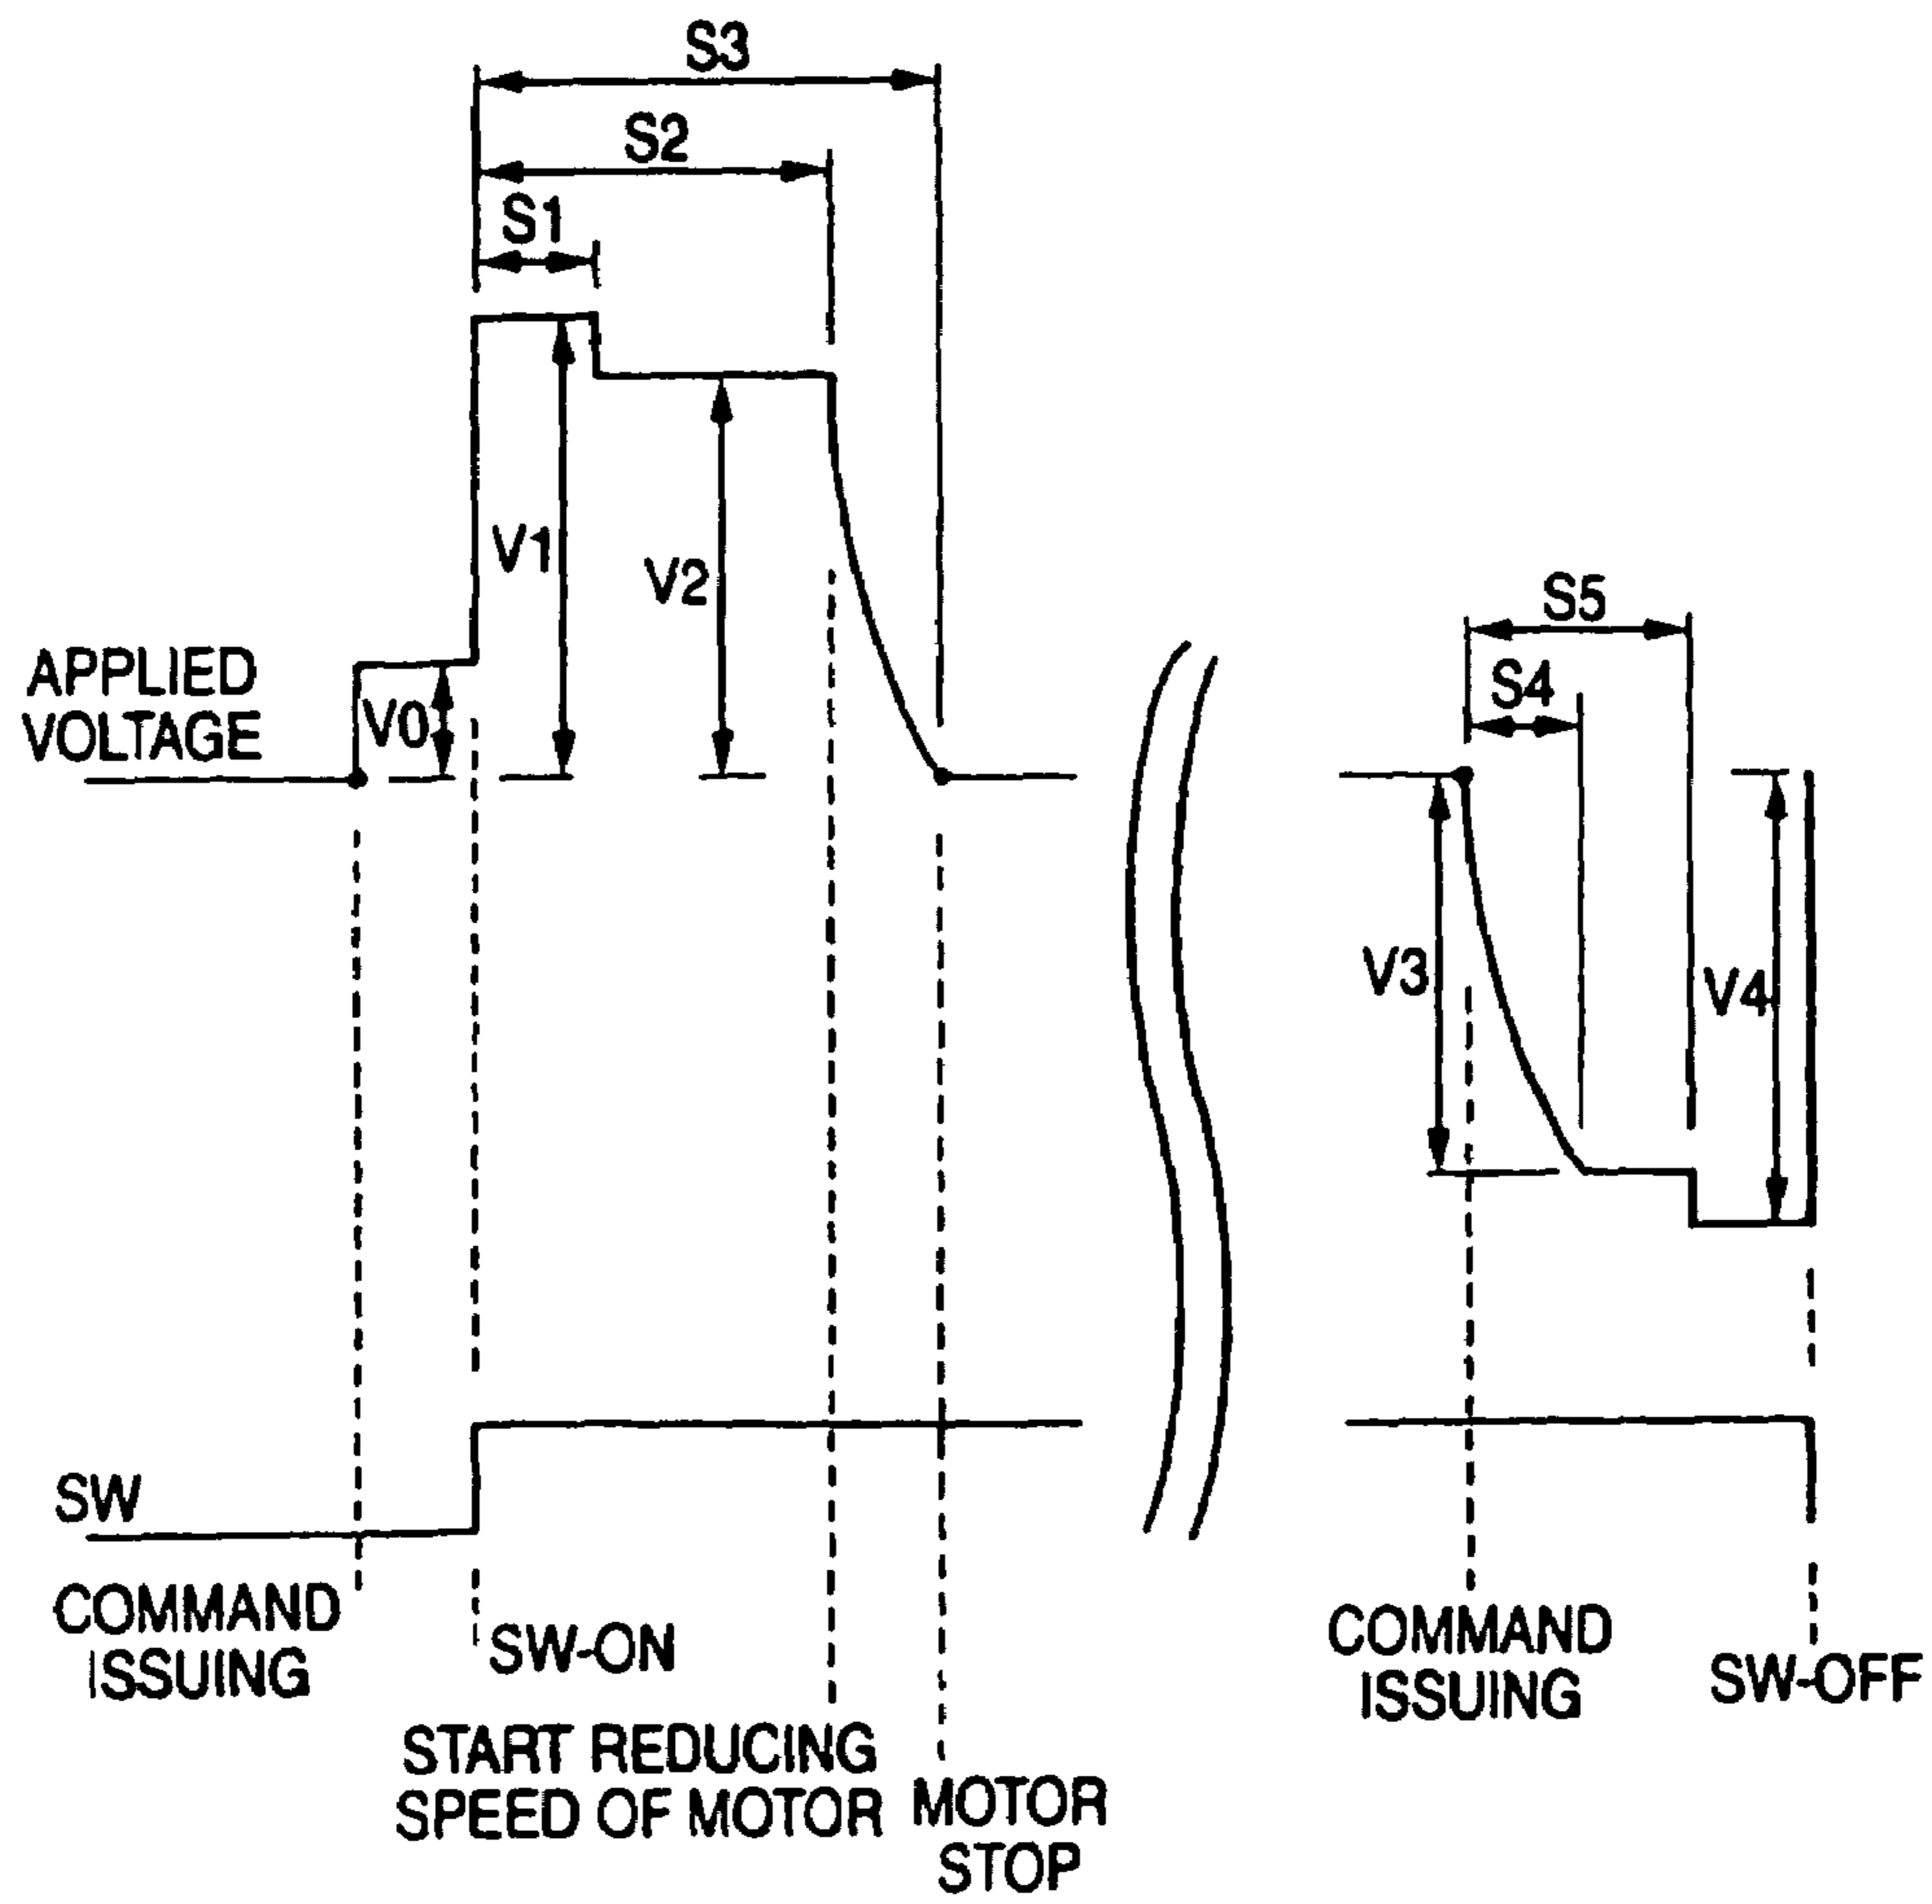 S3
S2
S1
V1
V2
APPLIED
VOLTAGE
V0
S5
S4
V3
V4
SW
COMMAND
ISSUING
SW-ON
START REDUCING
SPEED OF MOTOR
MOTOR
STOP
COMMAND
ISSUING
SW-OFF